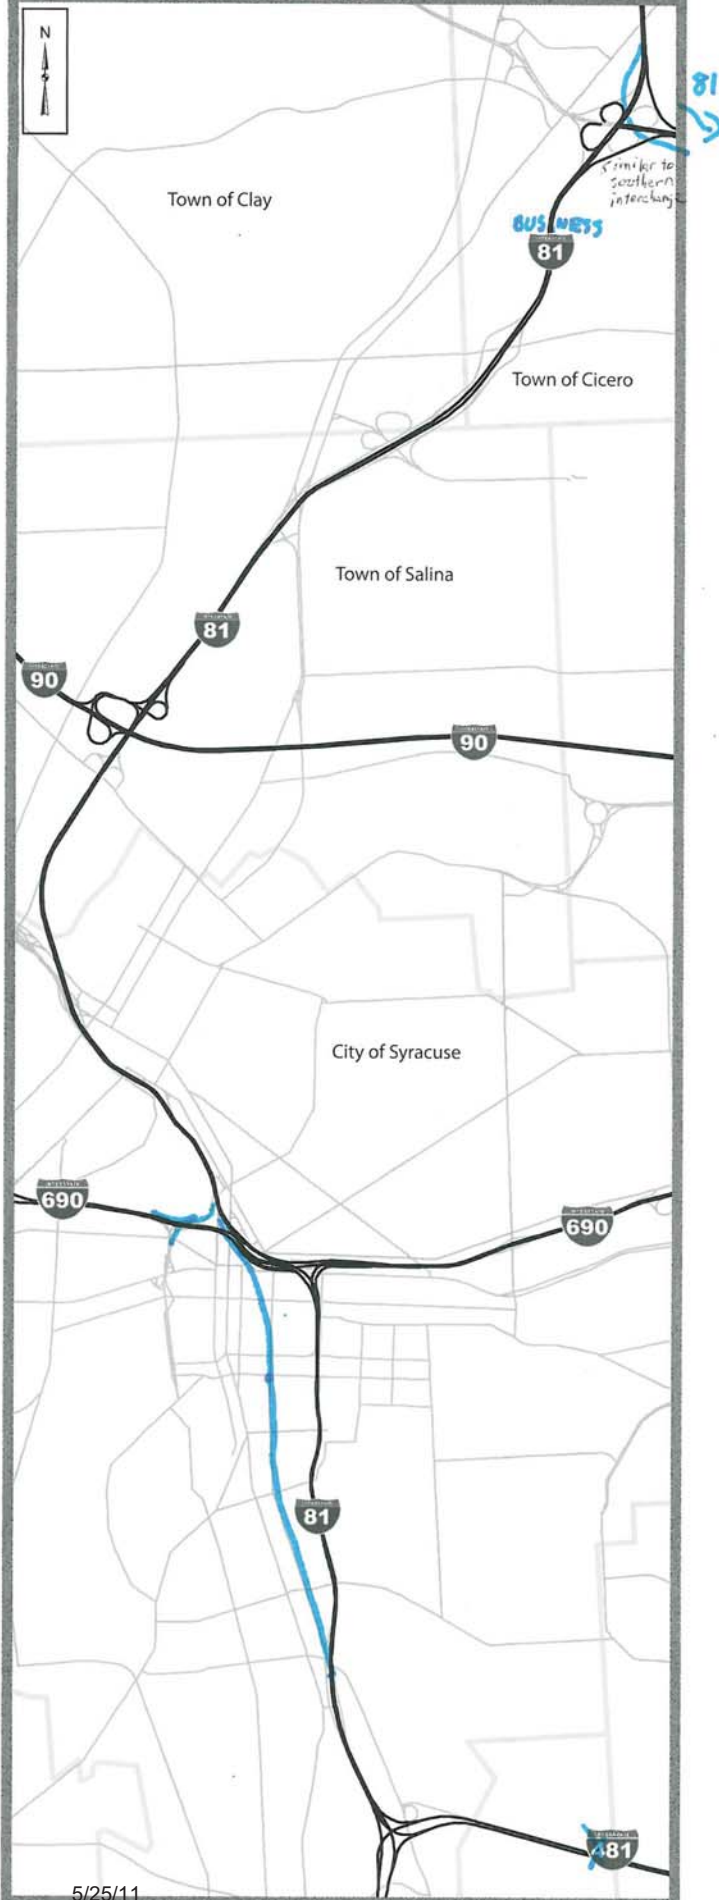 N
81
similar to
southern
interchange
Town of Clay
BUSINESS
81
Town of Cicero
Town of Salina
81
90
90
City of Syracuse
690
690
81
481
5/25/11